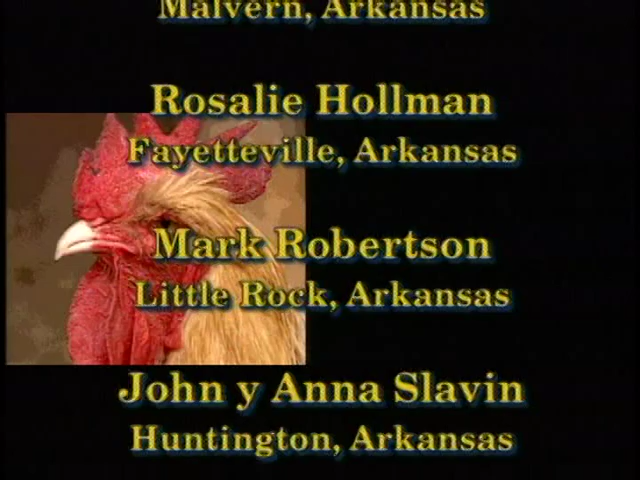 Malvern, Arkansas
Rosalie Hollman
Fayetteville, Arkansas
Mark Robertson
Little Rock, Arkansas
John y Anna Slavin
Huntington, Arkansas